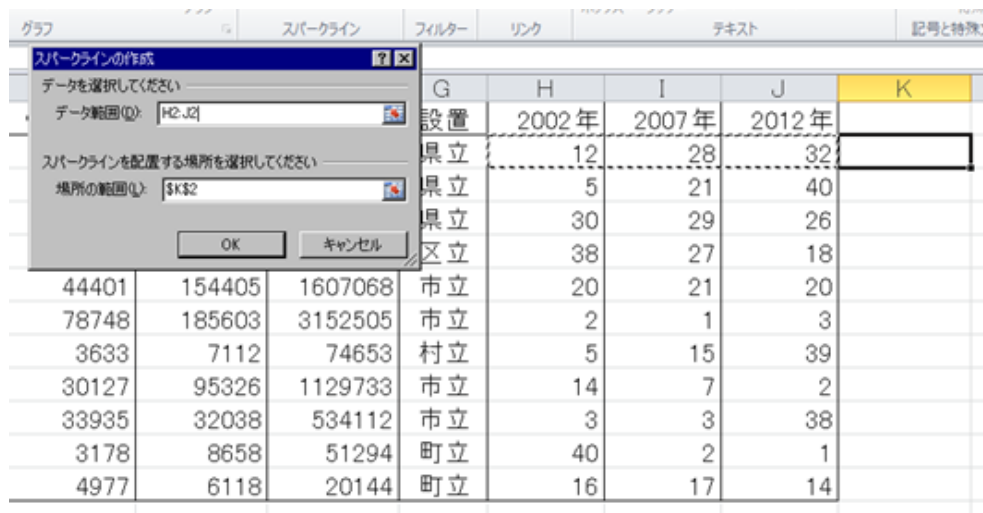 グラフ スパークライン フィルター リンク テキスト 記号と特殊
スパークラインの作成
データを選択してください
データ範囲(D): H2:J2
スパークラインを配置する場所を選択してください
場所の範囲(L): $K$2
OK キャンセル
G H I J K
設置 2002年 2007年 2012年
県立 12 28 32
県立 5 21 40
県立 30 29 26
区立 38 27 18
44401 154405 1607068 市立 20 21 20
78748 185603 3152505 市立 2 1 3
3633 7112 74653 村立 5 15 39
30127 95326 1129733 市立 14 7 2
33935 32038 534112 市立 3 3 38
3178 8658 51294 町立 40 2 1
4977 6118 20144 町立 16 17 14